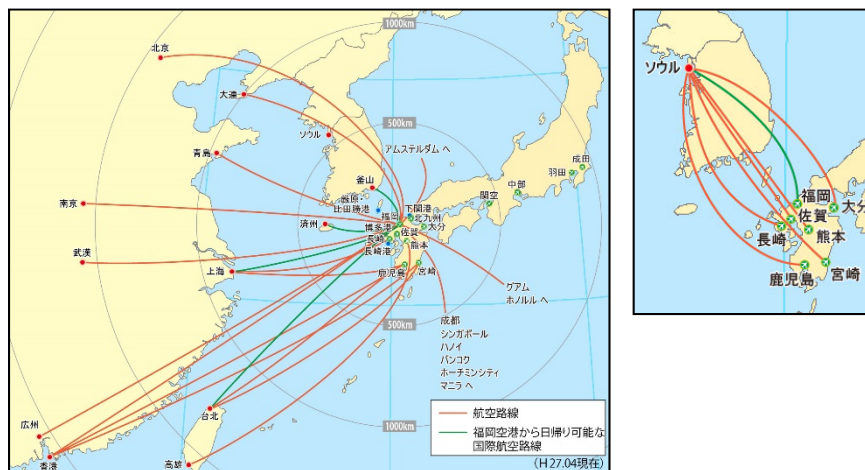 1000km
北京
大連
500km
ソウル
アムステルダム へ
成田
羽田
青島
中部
釜山
関空
南京
厳原・
比田勝港
下関港
福岡
北九州
済州
博多港
大分
長崎
佐賀
武漢
長崎港
熊本
上海
鹿児島
宮崎
グアム
ホノルル へ
500km
成都
シンガポール
ハノイ
バンコク
ホーチミンシティ
マニラ へ
台北
広州
香港
高雄
1000km
航空路線
福岡空港から日帰り可能な
国際航空路線
(H27.04現在)
ソウル
福岡
大分
佐賀
長崎
熊本
鹿児島
宮崎